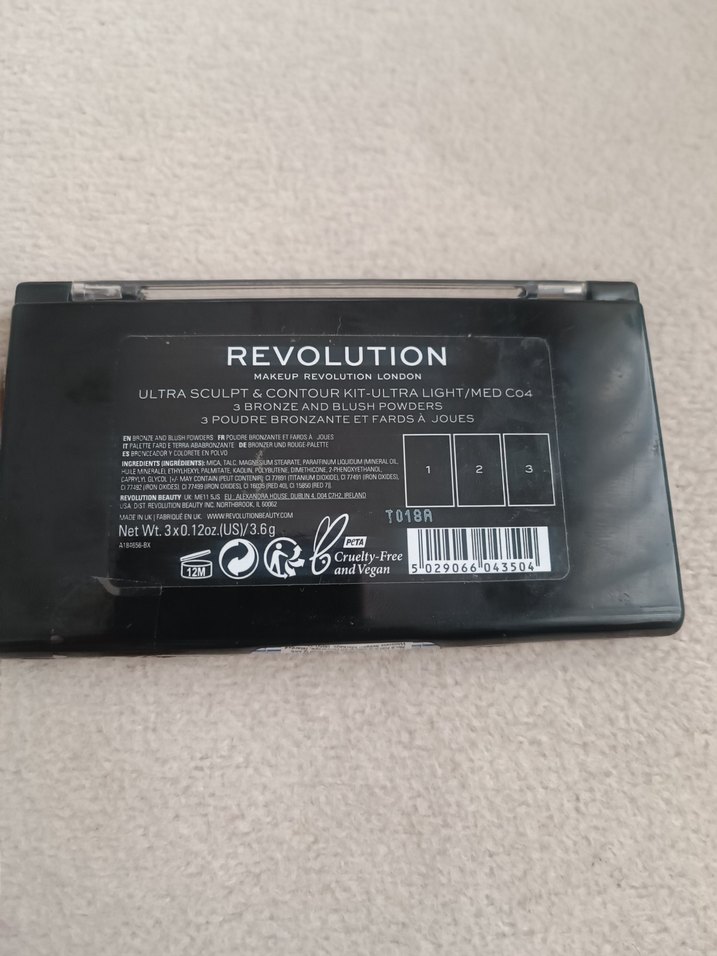 REVOLUTION
MAKEUP REVOLUTION LONDON
ULTRA SCULPT & CONTOUR KIT-ULTRA LIGHT/MED C04
3 BRONZE AND BLUSH POWDERS
3 POUDRE BRONZANTE ET FARDS À JOUES
EN BRONZE AND BLUSH POWDERS FR POUDRE BRONZANTE ET FARDS À JOUES
IT PALETTE FARD E TERRA ABABRONZANTE DE BRONZER UND ROUGE-PALETTE
ES BRONCEADOR Y COLORETE EN POLVO
INGREDIENTS (INGRÉDIENTS): MICA, TALC, MAGNESIUM STEARATE, PARAFFINUM LIQUIDUM (MINERAL OIL,
HUILE MINERALE), ETHYLHEXYL PALMITATE, KAOLIN, POLYBUTENE, DIMETHICONE, 2-PHENOXYETHANOL,
CAPRYLYL GLYCOL [+/- MAY CONTAIN (PEUT CONTENIR): CI 77891 (TITANIUM DIOXIDE), CI 77491 (IRON OXIDES),
CI 77492 (IRON OXIDES), CI 77499 (IRON OXIDES), CI 16035 (RED 40), CI 15850 (RED 7)]
REVOLUTION BEAUTY UK: ME11 5JS EU: ALEXANDRA HOUSE, DUBLIN 4, D04 C7H2, IRELAND
USA: DIST. REVOLUTION BEAUTY INC. NORTHBROOK, IL 60062
MADE IN UK | FABRIQUÉ EN UK WWW.REVOLUTIONBEAUTY.COM
Net Wt. 3x0.12oz.(US)/3.6g
1 2 3
T018A
12M
PETA
Cruelty-Free
and Vegan
5 029066 043504